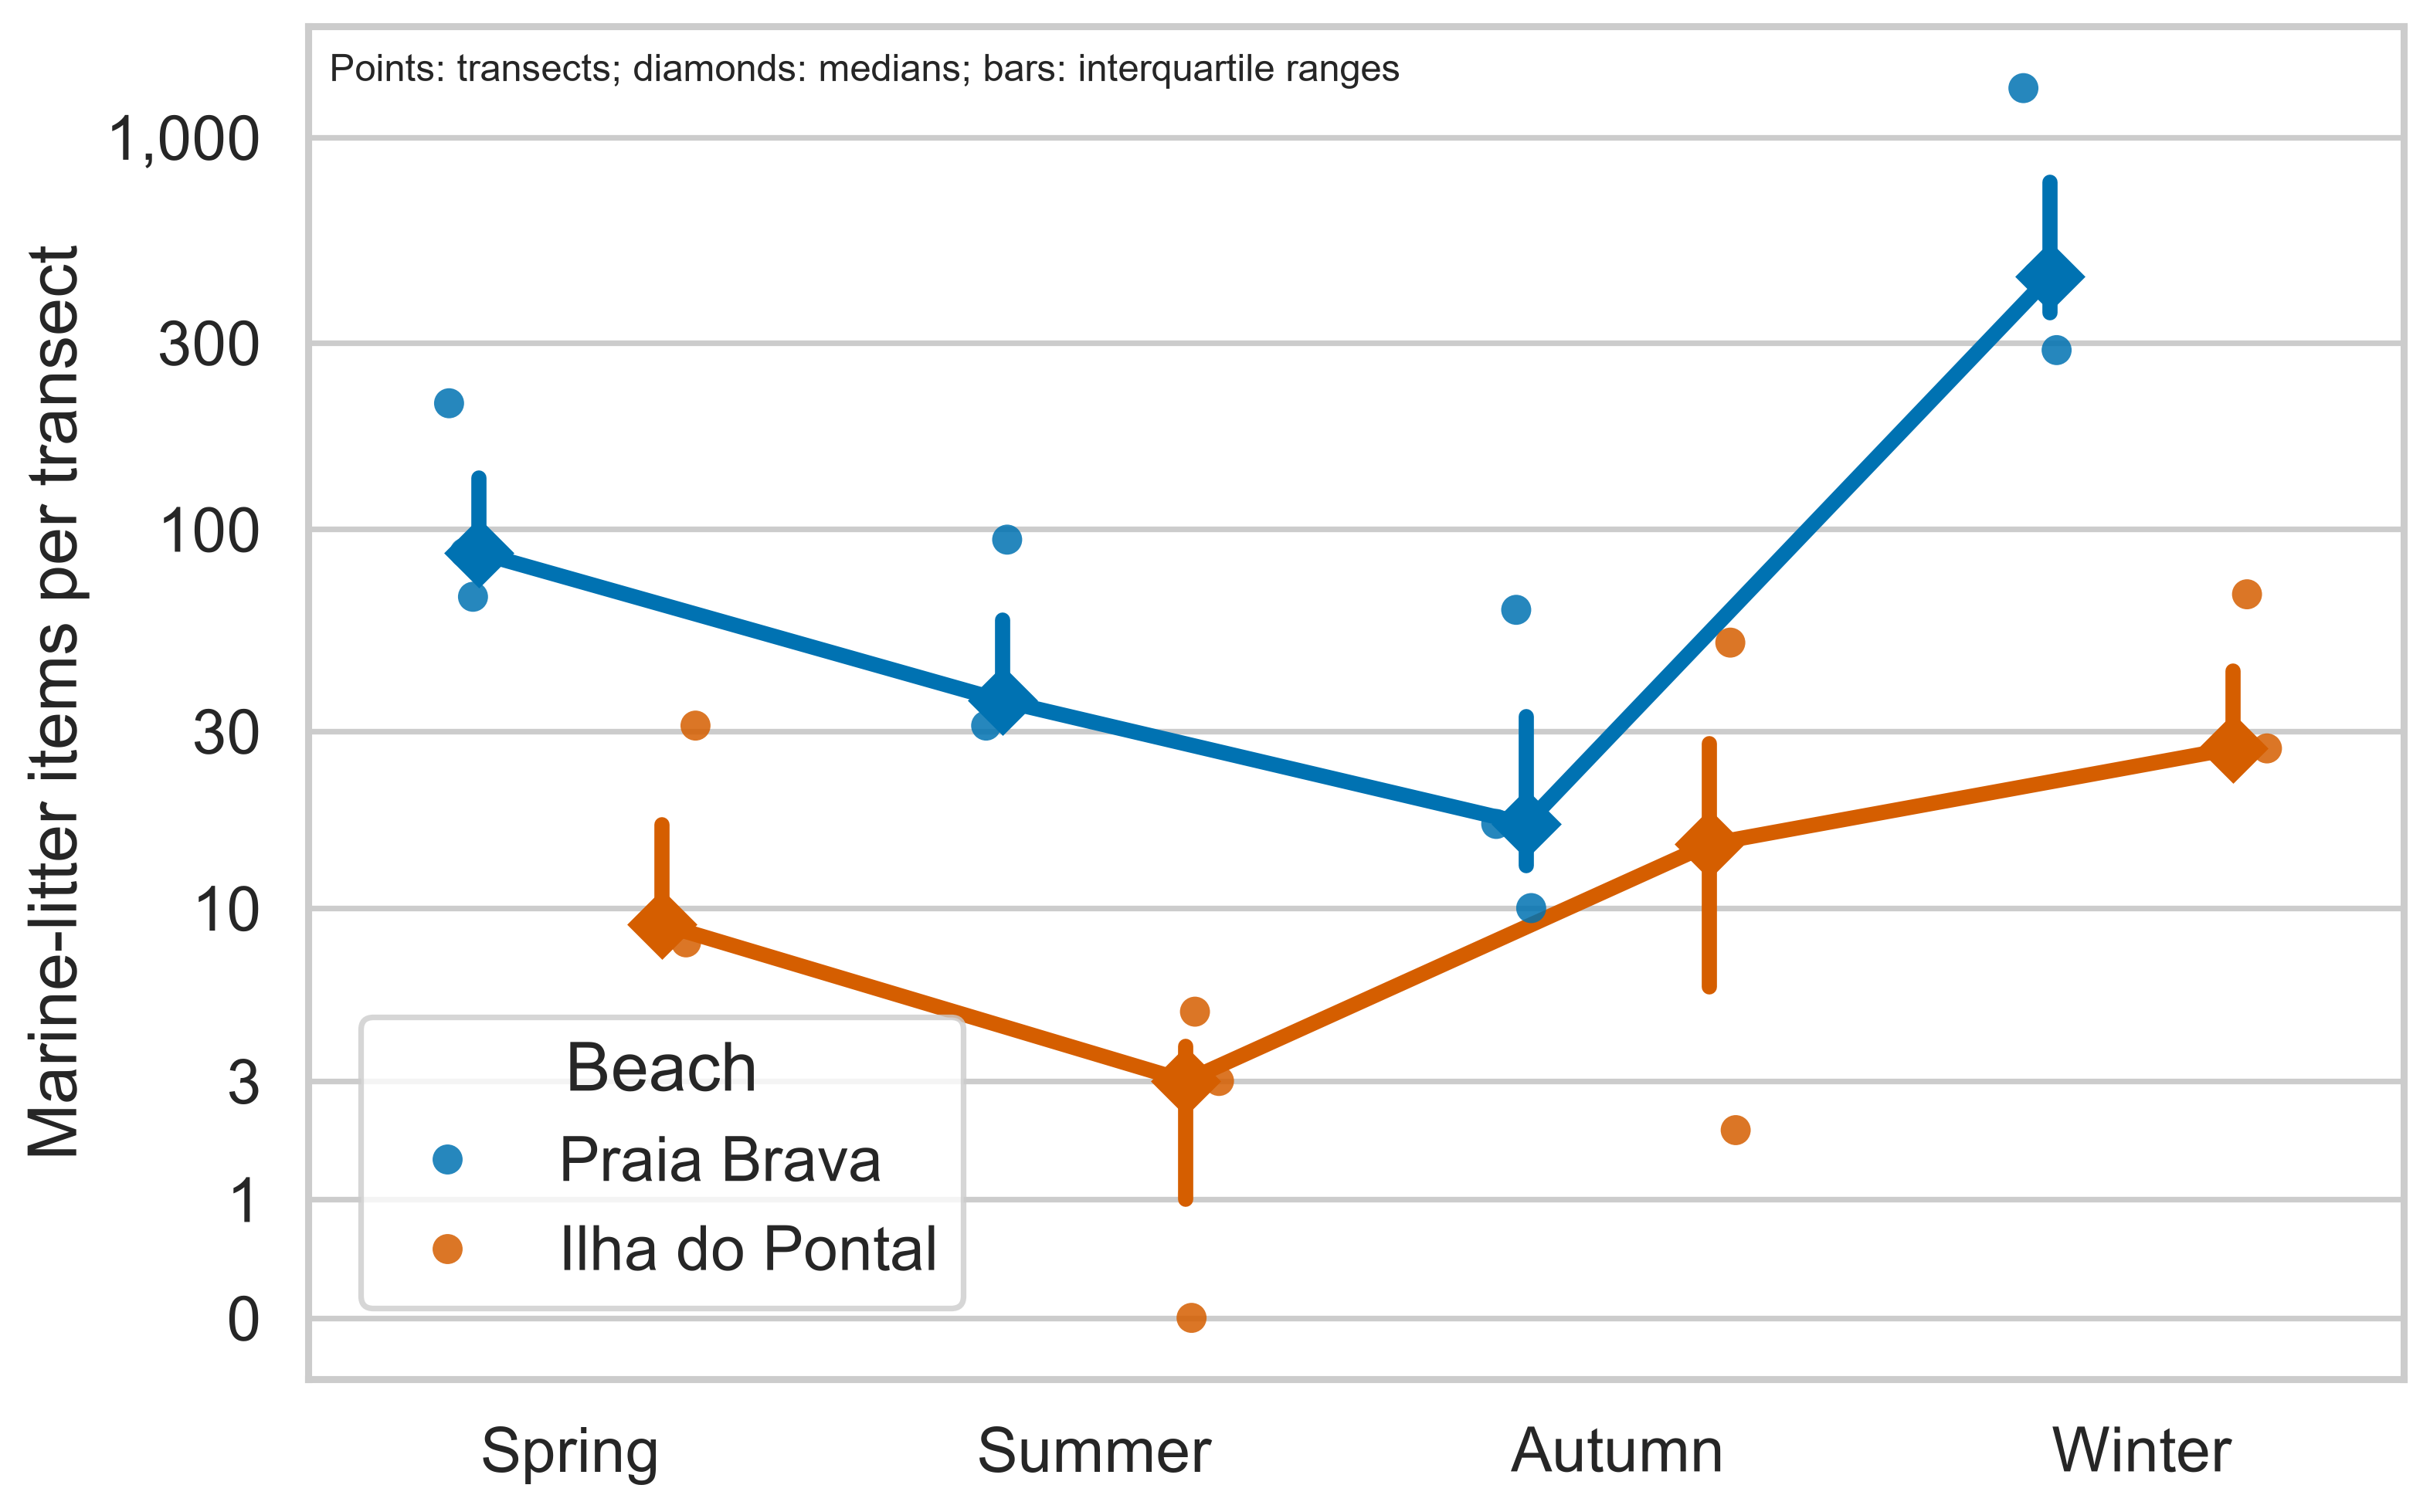 Points: transects; diamonds: medians; bars: interquartile ranges
Marine-litter items per transect
1,000
300
100
30
10
3
1
0
Beach
Praia Brava
Ilha do Pontal
Spring
Summer
Autumn
Winter